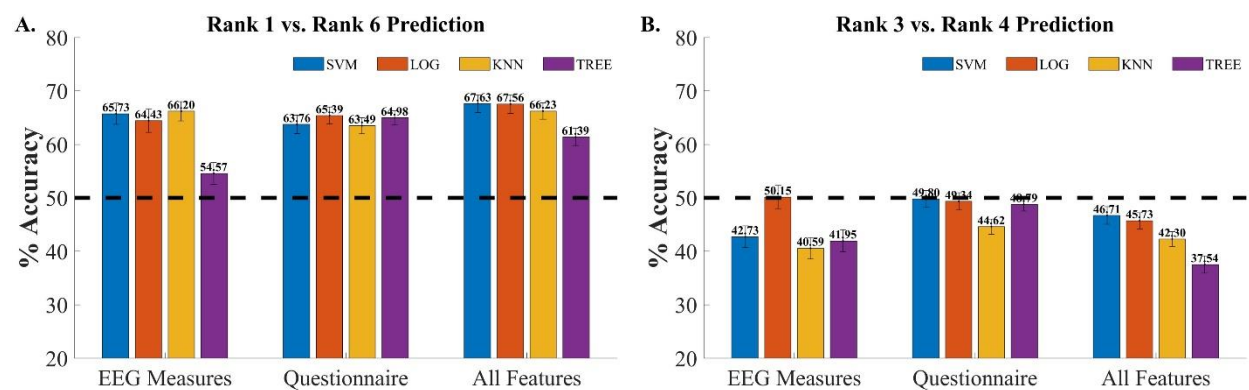 A.
Rank 1 vs. Rank 6 Prediction
80
70
60
50
40
30
20
% Accuracy
SVM LOG KNN TREE
65,73 64,43 66,20 54,57
63,76 65,39 63,49 64,98
67,63 67,56 66,23 61,39
EEG Measures Questionnaire All Features
B.
Rank 3 vs. Rank 4 Prediction
80
70
60
50
40
30
20
% Accuracy
SVM LOG KNN TREE
42,73 50,15 40,59 41,95
49,80 49,34 44,62 48,79
46,71 45,73 42,30 37,54
EEG Measures Questionnaire All Features